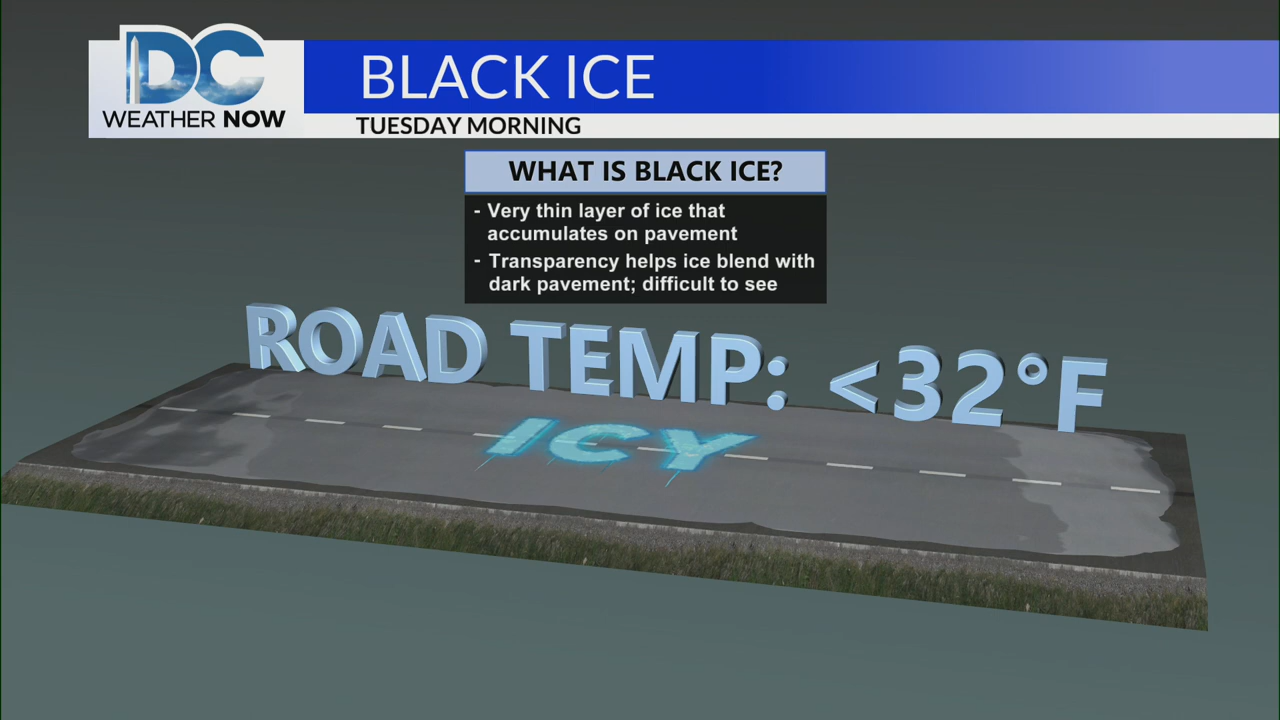 DC
WEATHER NOW
BLACK ICE
TUESDAY MORNING
WHAT IS BLACK ICE?
- Very thin layer of ice that
accumulates on pavement
- Transparency helps ice blend with
dark pavement; difficult to see
ROAD TEMP: <32°F
ICY